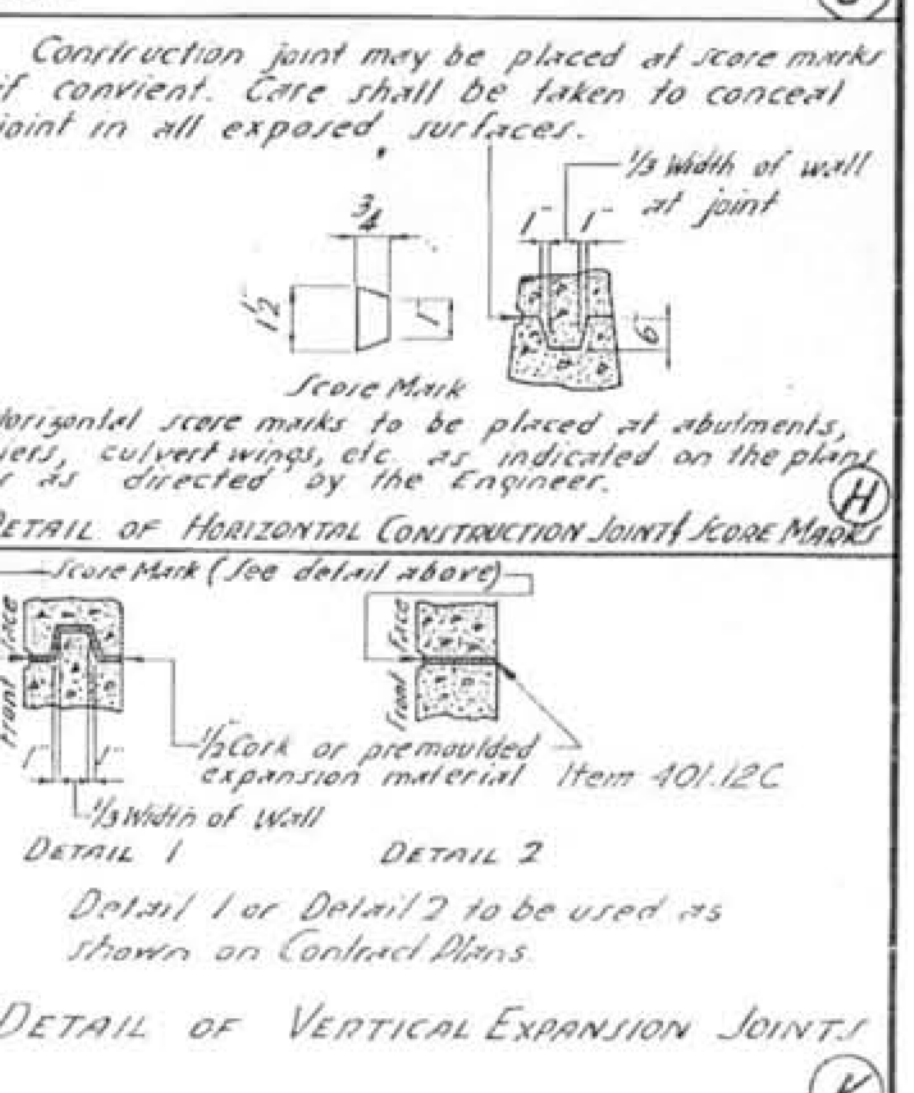 Construction joint may be placed at score marks
if convient. Care shall be taken to conceal
joint in all exposed surfaces.
1/3 Width of wall
at joint
3/4
1" 1"
1 1/2"
1"
6"
Score Mark
Horizontal score marks to be placed at abutments,
piers, culvert wings, etc. as indicated on the plans
or as directed by the Engineer.
H
DETAIL OF HORIZONTAL CONSTRUCTION JOINT & SCORE MARKS
Score Mark (See detail above)
Front face
Front Face
1/2" Cork or premoulded
expansion material Item 401.12C
1" 1"
1/3 Width of Wall
DETAIL 1 DETAIL 2
Detail 1 or Detail 2 to be used as
shown on Contract Plans.
DETAIL OF VERTICAL EXPANSION JOINTS
K